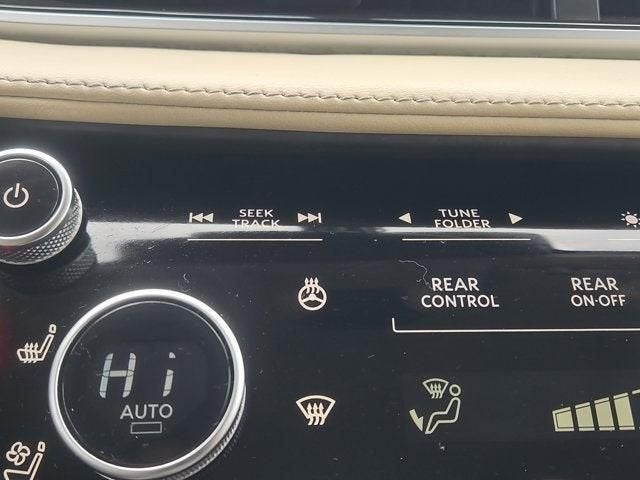 SEEK
TRACK
TUNE
FOLDER
REAR
CONTROL
REAR
ON·OFF
Hi
AUTO